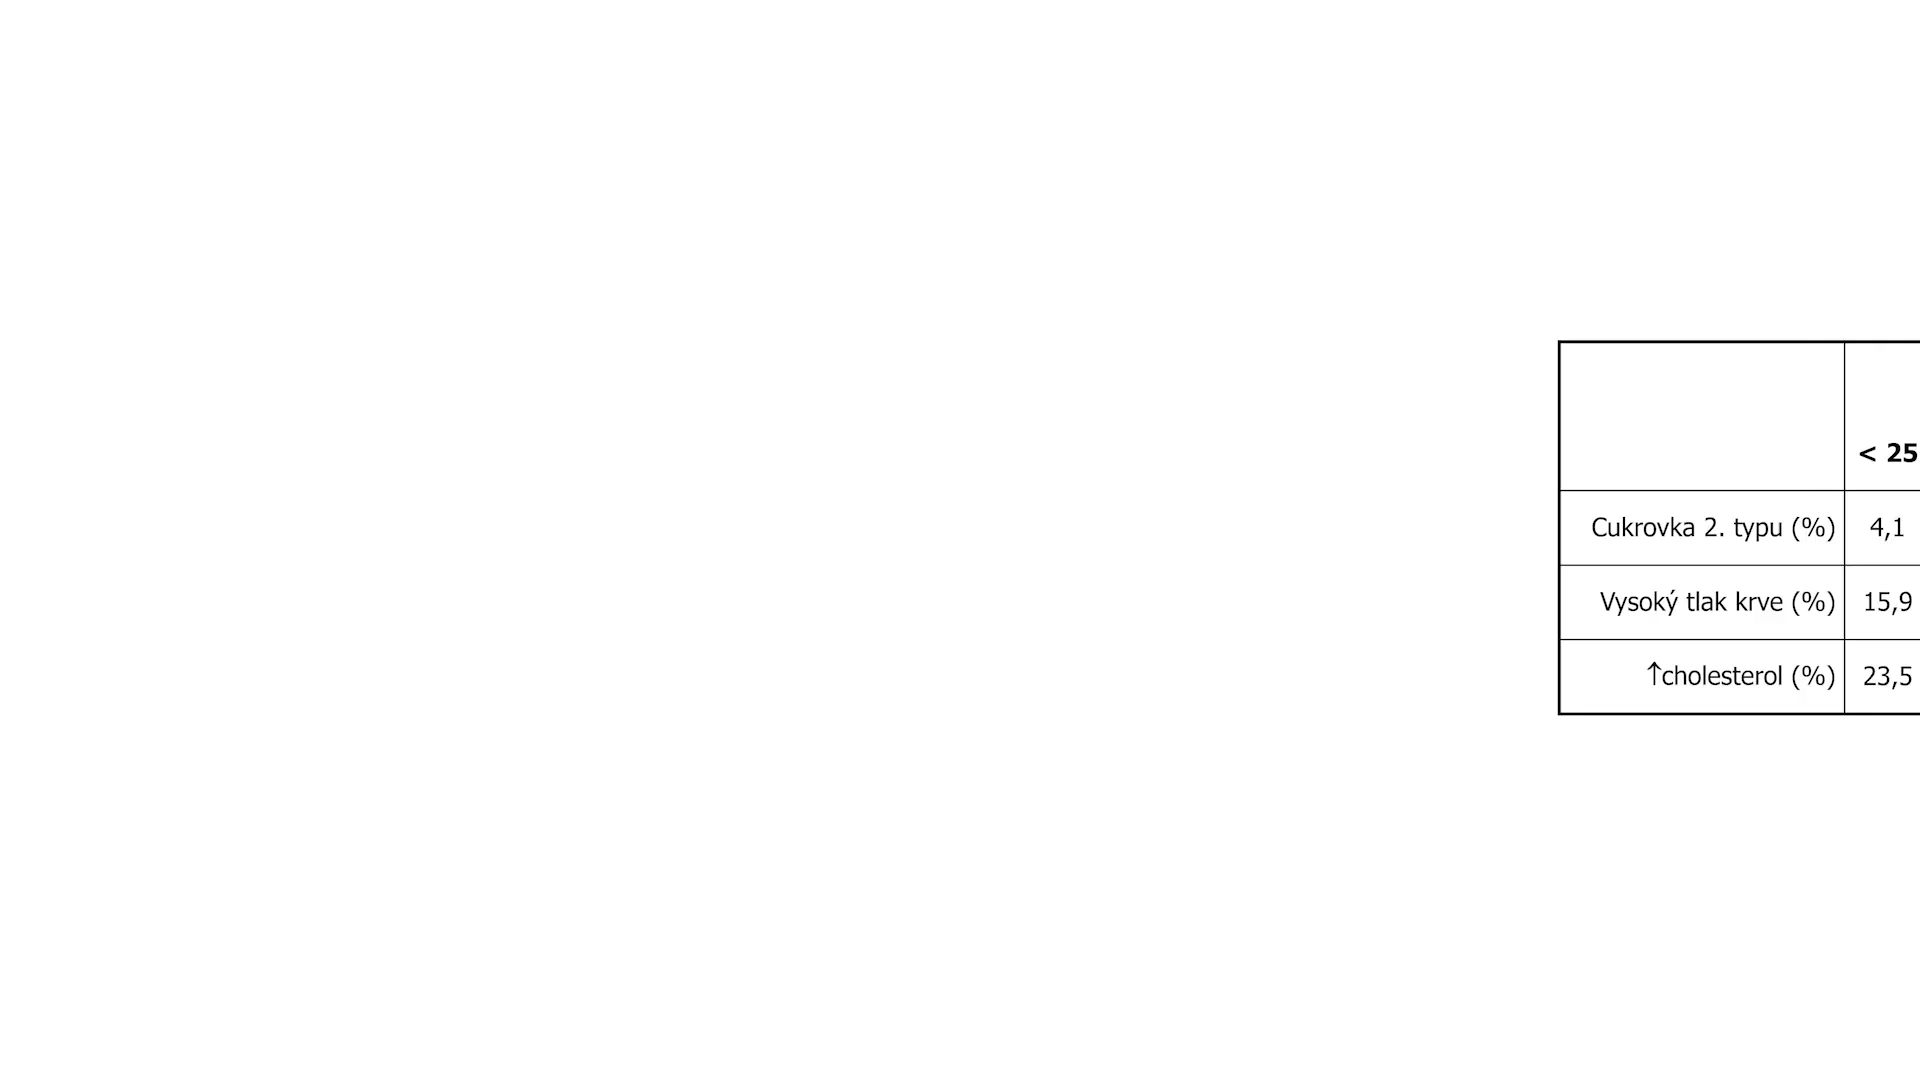 < 25
Cukrovka 2. typu (%) 4,1
Vysoký tlak krve (%) 15,9
↑cholesterol (%) 23,5